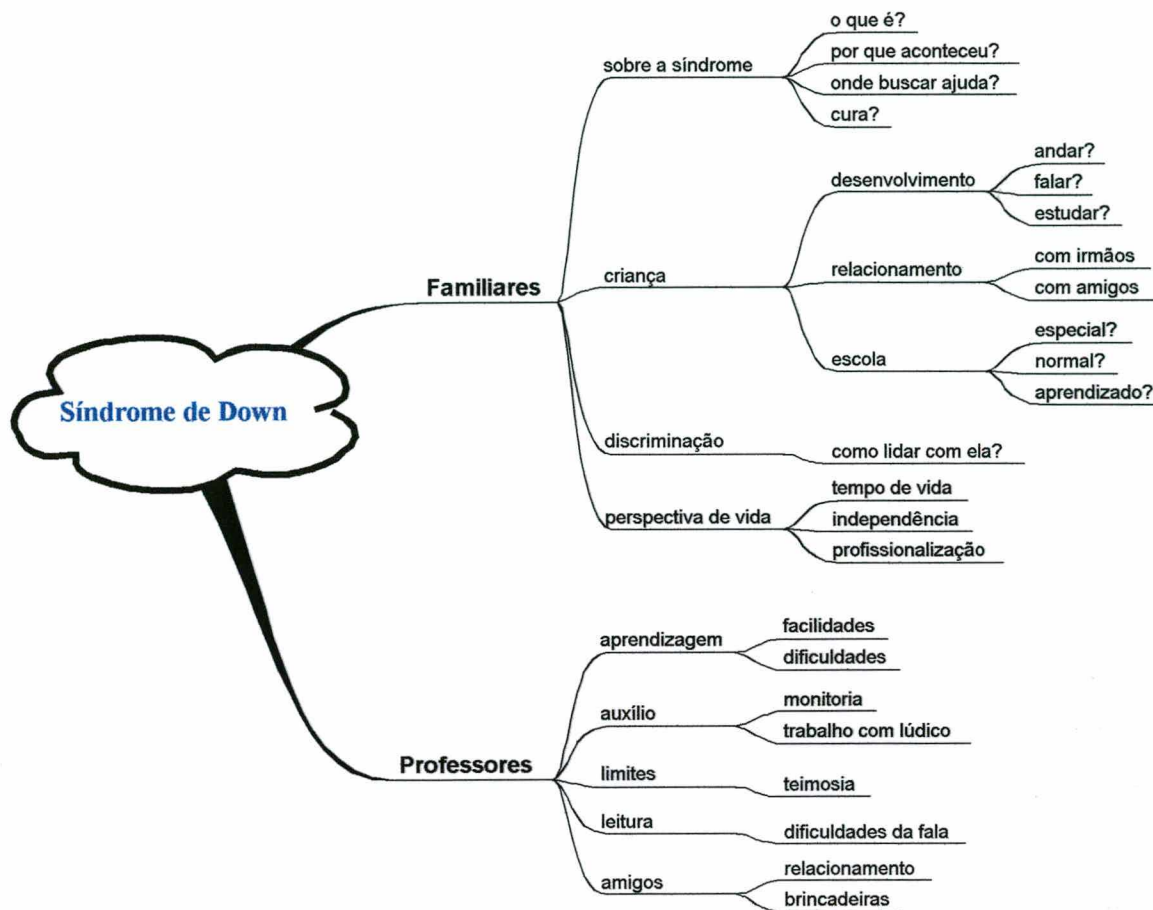 Síndrome de Down
Familiares
sobre a síndrome
o que é?
por que aconteceu?
onde buscar ajuda?
cura?
criança
desenvolvimento
andar?
falar?
estudar?
relacionamento
com irmãos
com amigos
escola
especial?
normal?
aprendizado?
discriminação
como lidar com ela?
perspectiva de vida
tempo de vida
independência
profissionalização
Professores
aprendizagem
facilidades
dificuldades
auxílio
monitoria
trabalho com lúdico
limites
teimosia
leitura
dificuldades da fala
amigos
relacionamento
brincadeiras